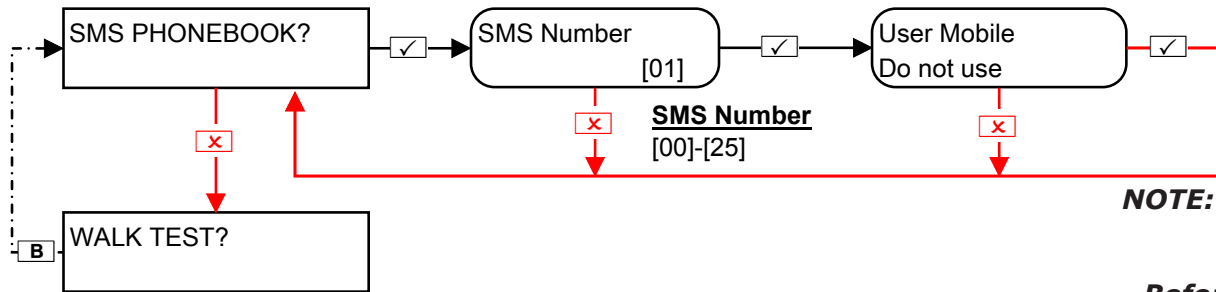 SMS PHONEBOOK?
✓
SMS Number
[01]
✓
User Mobile
Do not use
✓
x
x
SMS Number
[00]-[25]
x
NOTE:
WALK TEST?
B